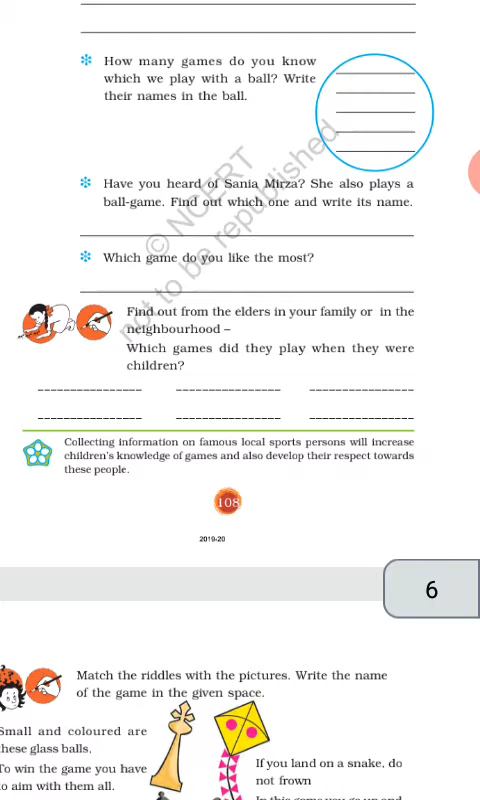 How many games do you know
which we play with a ball? Write
their names in the ball.
Have you heard of Sania Mirza? She also plays a
ball-game. Find out which one and write its name.
© NCERT
not to be republished
Which game do you like the most?
Find out from the elders in your family or in the
neighbourhood –
Which games did they play when they were
children?
Collecting information on famous local sports persons will increase
children's knowledge of games and also develop their respect towards
these people.
108
2019-20
6
Match the riddles with the pictures. Write the name
of the game in the given space.
Small and coloured are
these glass balls,
To win the game you have
to aim with them all.
If you land on a snake, do
not frown
In this game you go up and